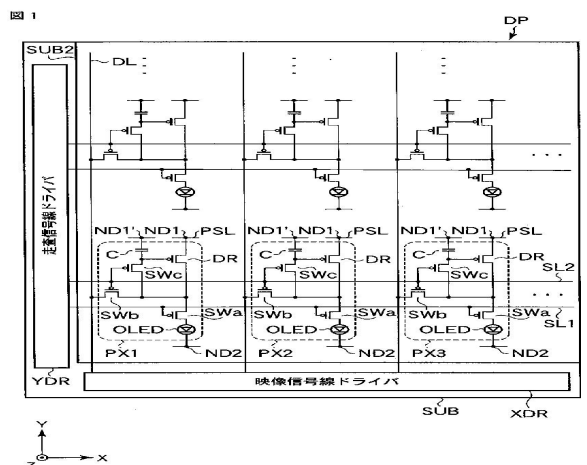 図 1
DP
SUB2
DL
走査信号線ドライバ
ND1' ND1 PSL ND1' ND1 PSL ND1' ND1 PSL
C DR C DR C DR
SWc SWc SWc SL2
SWb SWa SWb SWa SWb SWa
OLED OLED OLED SL1
PX1 ND2 PX2 ND2 PX3 ND2
YDR
映像信号線ドライバ
SUB XDR
Y
Z X